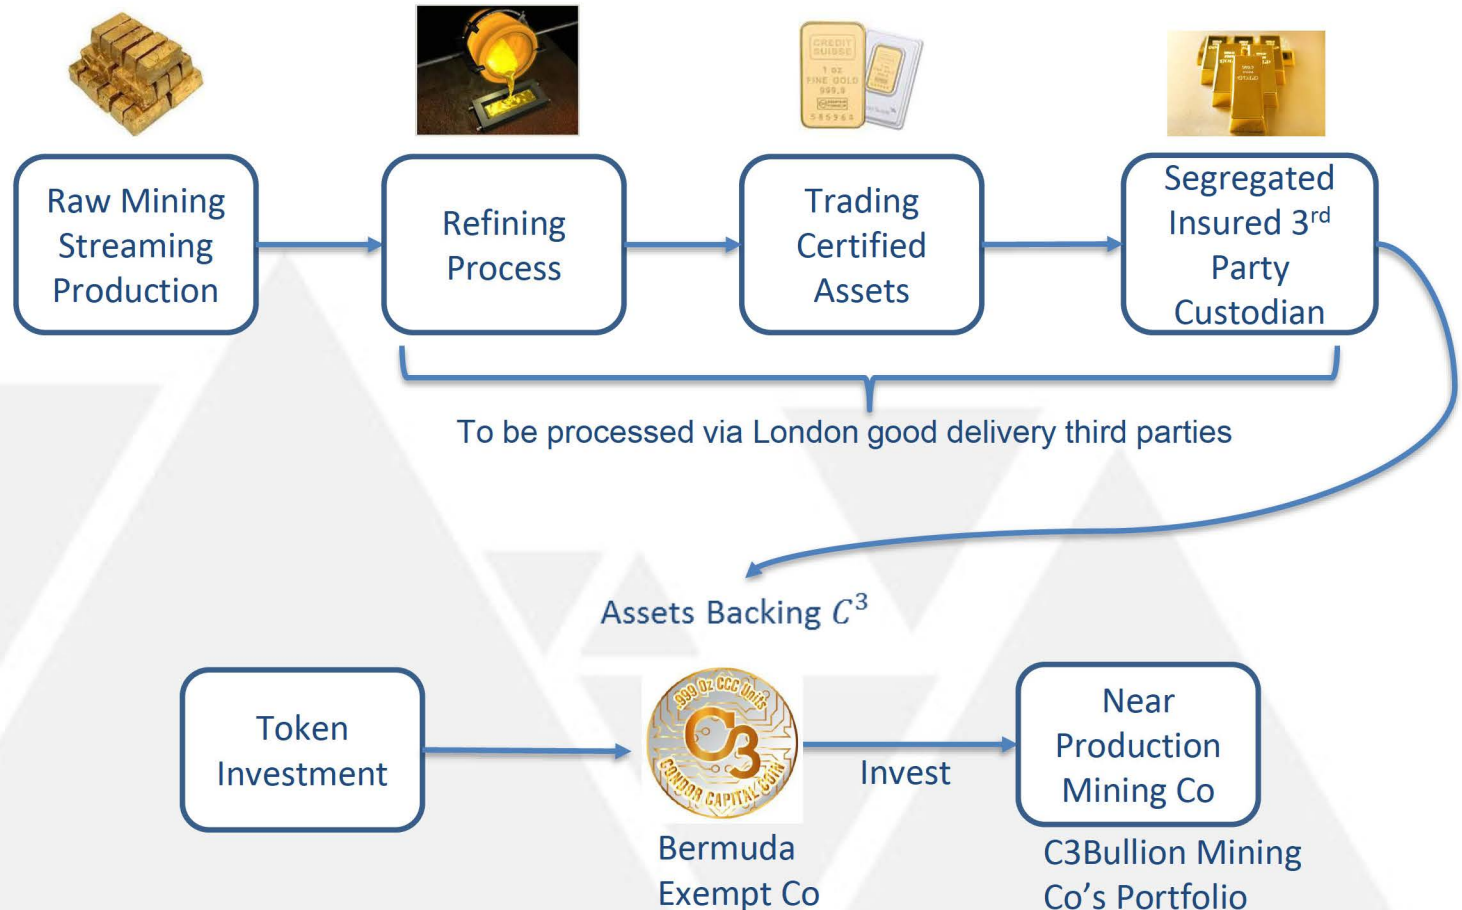 CREDIT
SUISSE
1 oz
FINE GOLD
999,9
Raw Mining
Streaming
Production
Refining
Process
Trading
Certified
Assets
Segregated
Insured 3rd
Party
Custodian
To be processed via London good delivery third parties
Assets Backing C³
Token
Investment
.999 Oz CCC Units
C3
CONDOR CAPITAL COIN
Bermuda
Exempt Co
Invest
Near
Production
Mining Co
C3Bullion Mining
Co's Portfolio